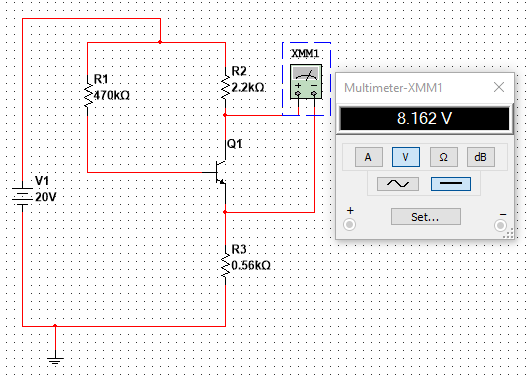 XMM1
R1
470kΩ
R2
2.2kΩ
Q1
V1
20V
R3
0.56kΩ
Multimeter-XMM1
8.162 V
A
V
Ω
dB
+
Set...
−